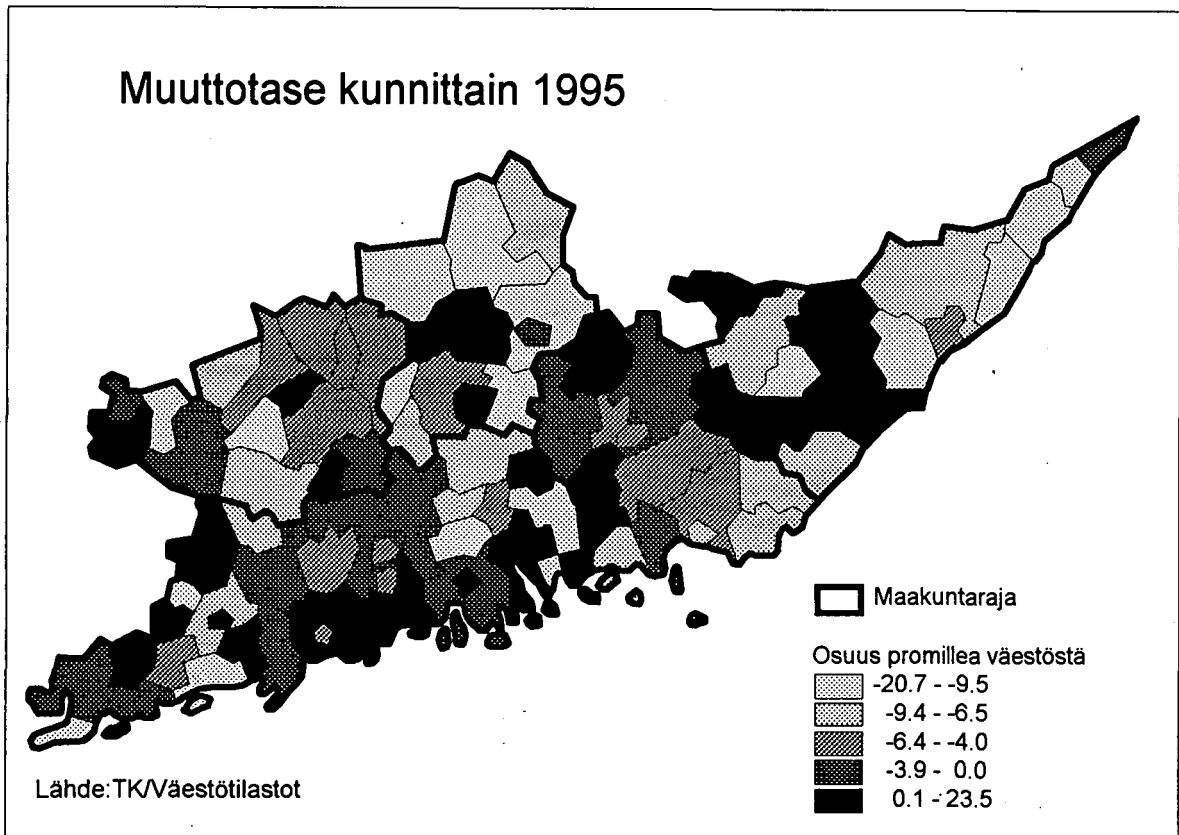 Muuttotase kunnittain 1995
Maakuntaraja
Osuus promillea väestöstä
-20.7 - -9.5
-9.4 - -6.5
-6.4 - -4.0
-3.9 - 0.0
0.1 - 23.5
Lähde:TK/Väestötilastot